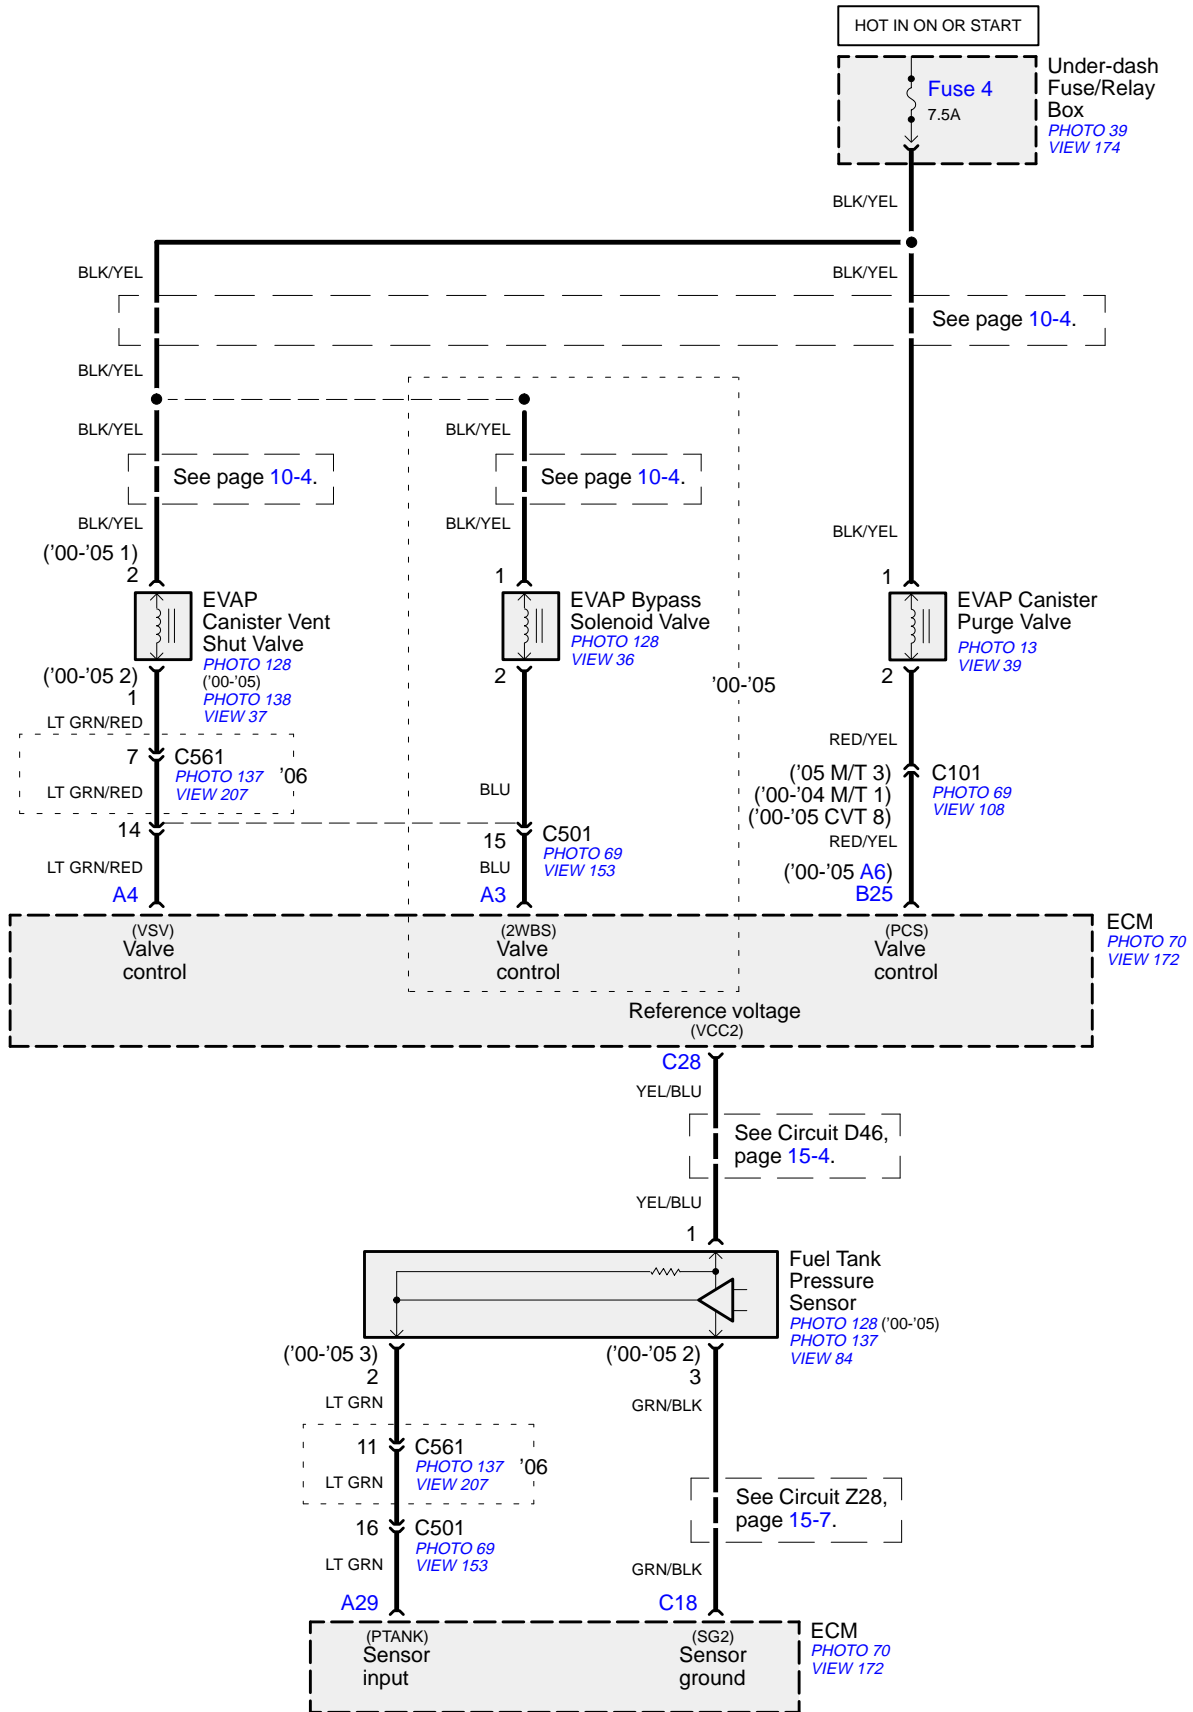 HOT IN ON OR START
Fuse 4
7.5A
Under-dash
Fuse/Relay
Box
PHOTO 39
VIEW 174
BLK/YEL
BLK/YEL
BLK/YEL
See page 10-4.
BLK/YEL
BLK/YEL
BLK/YEL
See page 10-4.
See page 10-4.
BLK/YEL
BLK/YEL
BLK/YEL
('00-'05 1)
2
1
1
EVAP
Canister Vent
Shut Valve
PHOTO 128
('00-'05)
PHOTO 138
VIEW 37
EVAP Bypass
Solenoid Valve
PHOTO 128
VIEW 36
EVAP Canister
Purge Valve
PHOTO 13
VIEW 39
('00-'05 2)
1
2
2
'00-'05
LT GRN/RED
RED/YEL
7
C561
PHOTO 137
VIEW 207
'06
LT GRN/RED
BLU
('05 M/T 3)
('00-'04 M/T 1)
('00-'05 CVT 8)
C101
PHOTO 69
VIEW 108
14
15
C501
PHOTO 69
VIEW 153
LT GRN/RED
BLU
RED/YEL
A4
A3
('00-'05 A6)
B25
ECM
PHOTO 70
VIEW 172
(VSV)
Valve
control
(2WBS)
Valve
control
(PCS)
Valve
control
Reference voltage
(VCC2)
C28
YEL/BLU
See Circuit D46,
page 15-4.
YEL/BLU
1
Fuel Tank
Pressure
Sensor
PHOTO 128 ('00-'05)
PHOTO 137
VIEW 84
('00-'05 3)
2
('00-'05 2)
3
LT GRN
GRN/BLK
11
C561
PHOTO 137
VIEW 207
'06
LT GRN
See Circuit Z28,
page 15-7.
16
C501
PHOTO 69
VIEW 153
LT GRN
GRN/BLK
A29
C18
(PTANK)
Sensor
input
(SG2)
Sensor
ground
ECM
PHOTO 70
VIEW 172